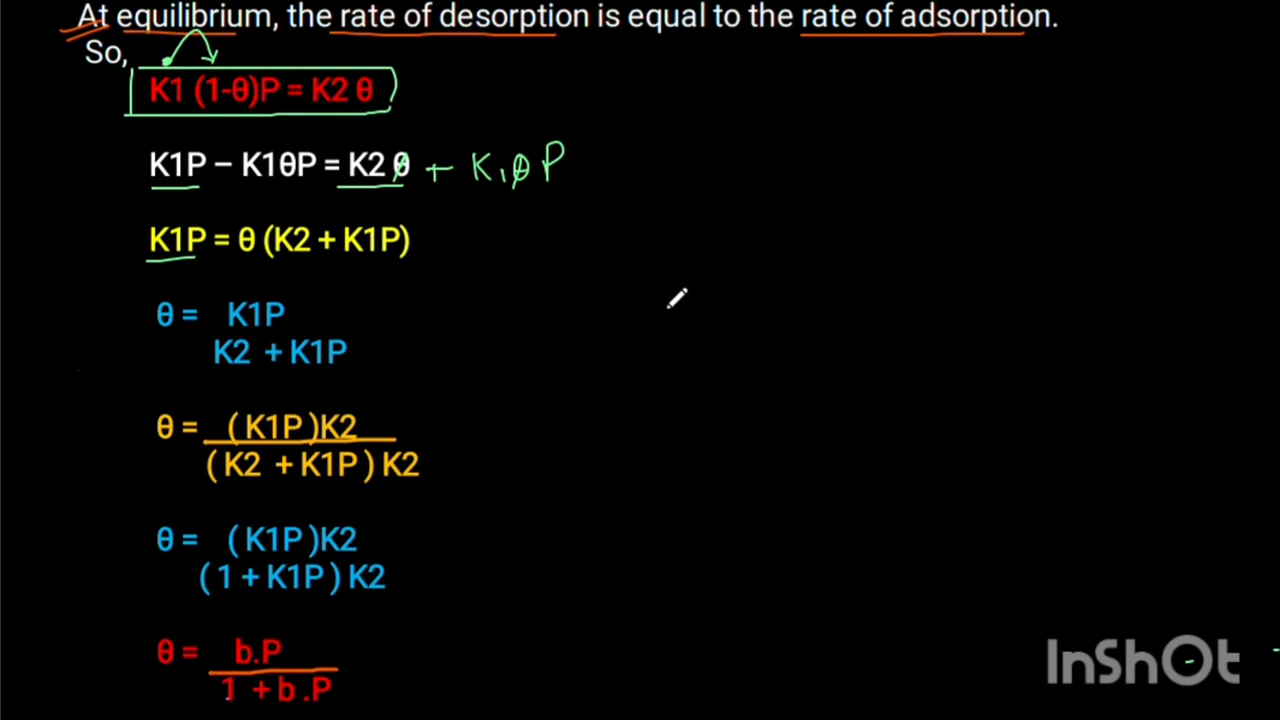 At equilibrium, the rate of desorption is equal to the rate of adsorption.
So,
K1 (1-θ)P = K2 θ
K1P – K1θP = K2 θ + K1θP
K1P = θ (K2 + K1P)
θ = K1P
K2 + K1P
θ = ( K1P )K2
( K2 + K1P ) K2
θ = ( K1P )K2
( 1 + K1P ) K2
θ = b.P
1 + b .P
InShOt